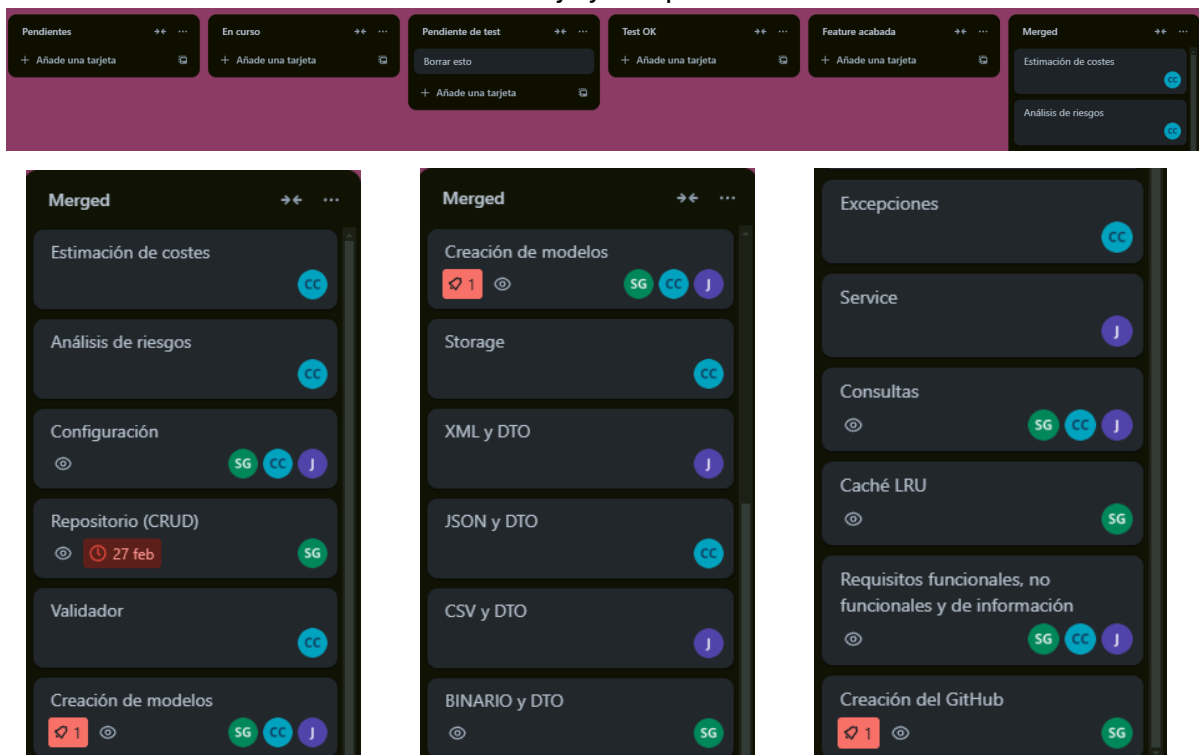 Pendientes
+ Añade una tarjeta
En curso
+ Añade una tarjeta
Pendiente de test
Borrar esto
+ Añade una tarjeta
Test OK
+ Añade una tarjeta
Feature acabada
+ Añade una tarjeta
Merged
Estimación de costes
CC
Análisis de riesgos
CC
Merged
Estimación de costes
CC
Análisis de riesgos
CC
Configuración
SG CC J
Repositorio (CRUD)
27 feb SG
Validador
CC
Creación de modelos
1 SG CC J
Merged
Creación de modelos
1 SG CC J
Storage
CC
XML y DTO
J
JSON y DTO
CC
CSV y DTO
J
BINARIO y DTO
SG
Excepciones
CC
Service
J
Consultas
SG CC J
Caché LRU
SG
Requisitos funcionales, no
funcionales y de información
SG CC J
Creación del GitHub
1 SG